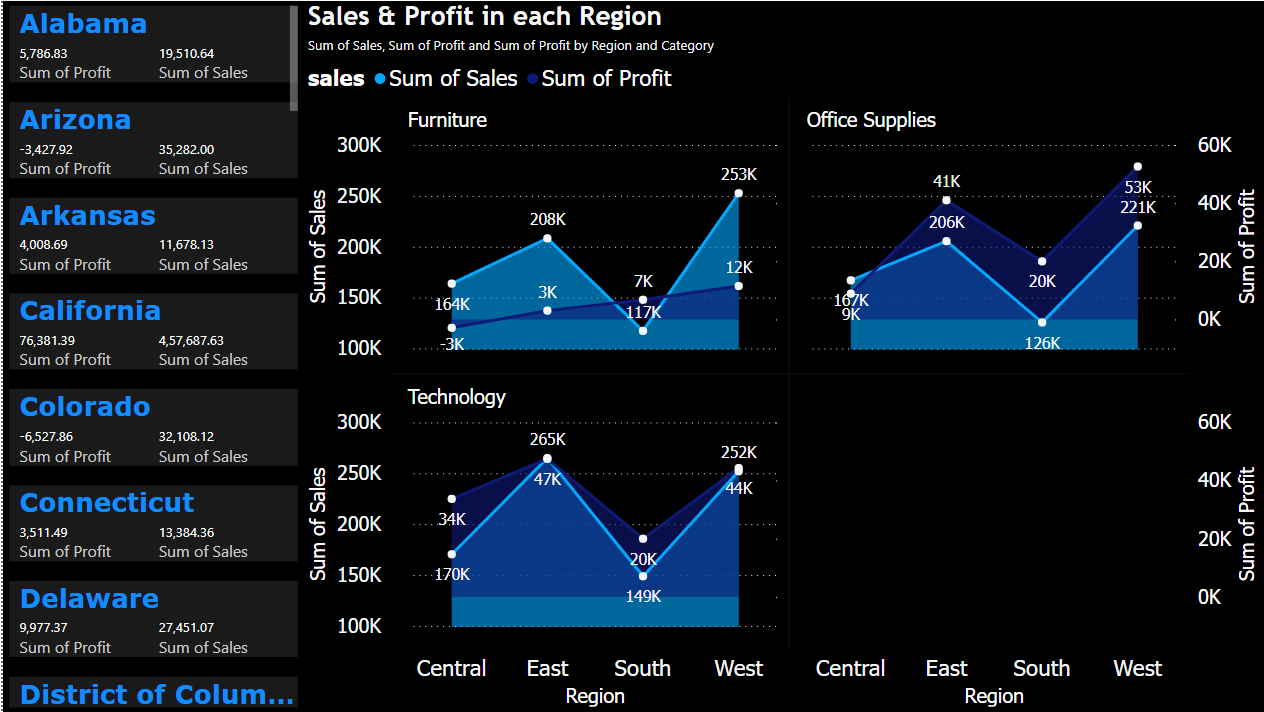 Alabama
5,786.83 19,510.64
Sum of Profit Sum of Sales
Arizona
-3,427.92 35,282.00
Sum of Profit Sum of Sales
Arkansas
4,008.69 11,678.13
Sum of Profit Sum of Sales
California
76,381.39 4,57,687.63
Sum of Profit Sum of Sales
Colorado
-6,527.86 32,108.12
Sum of Profit Sum of Sales
Connecticut
3,511.49 13,384.36
Sum of Profit Sum of Sales
Delaware
9,977.37 27,451.07
Sum of Profit Sum of Sales
District of Colum...
Sales & Profit in each Region
Sum of Sales, Sum of Profit and Sum of Profit by Region and Category
sales Sum of Sales Sum of Profit
Furniture
300K
250K
200K
150K
100K
Sum of Sales
164K
208K
117K
253K
-3K
3K
7K
12K
Office Supplies
167K
206K
126K
221K
9K
41K
20K
53K
60K
40K
20K
0K
Sum of Profit
Technology
300K
250K
200K
150K
100K
Sum of Sales
170K
265K
149K
252K
34K
47K
20K
44K
60K
40K
20K
0K
Sum of Profit
Central East South West
Region
Central East South West
Region